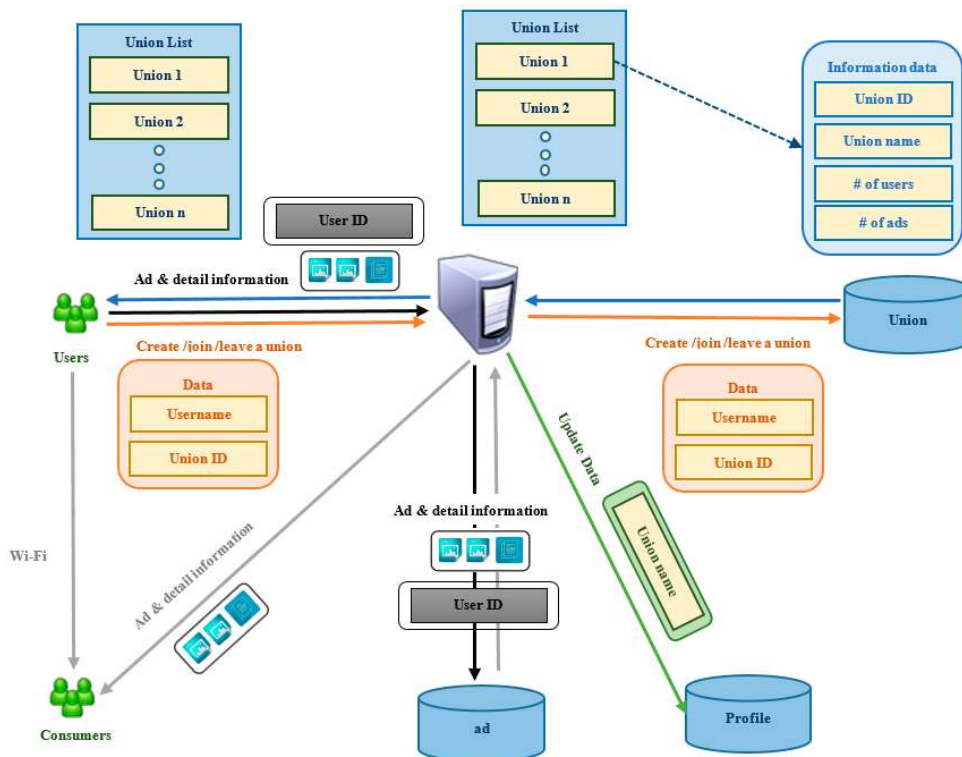 Union List
Union 1
Union 2
Union n
Union List
Union 1
Union 2
Union n
Information data
Union ID
Union name
# of users
# of ads
User ID
Ad & detail information
Users
Create /join /leave a union
Data
Username
Union ID
Union
Create /join /leave a union
Data
Username
Union ID
Update Data
Union name
Ad & detail information
User ID
Wi-Fi
Ad & detail information
Consumers
ad
Profile